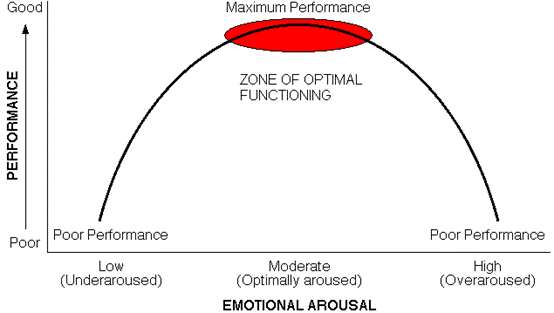 Good
Maximum Performance
ZONE OF OPTIMAL
FUNCTIONING
PERFORMANCE
Poor
Poor Performance
Poor Performance
Low
(Underaroused)
Moderate
(Optimally aroused)
High
(Overaroused)
EMOTIONAL AROUSAL